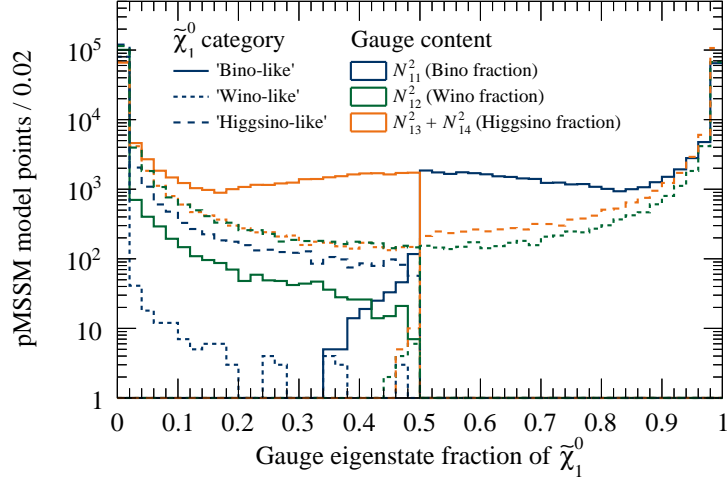 pMSSM model points / 0.02
10⁵
10⁴
10³
10²
10
1
χ̃₁⁰ category
'Bino-like'
'Wino-like'
'Higgsino-like'
Gauge content
N²₁₁ (Bino fraction)
N²₁₂ (Wino fraction)
N²₁₃ + N²₁₄ (Higgsino fraction)
0 0.1 0.2 0.3 0.4 0.5 0.6 0.7 0.8 0.9 1
Gauge eigenstate fraction of χ̃₁⁰